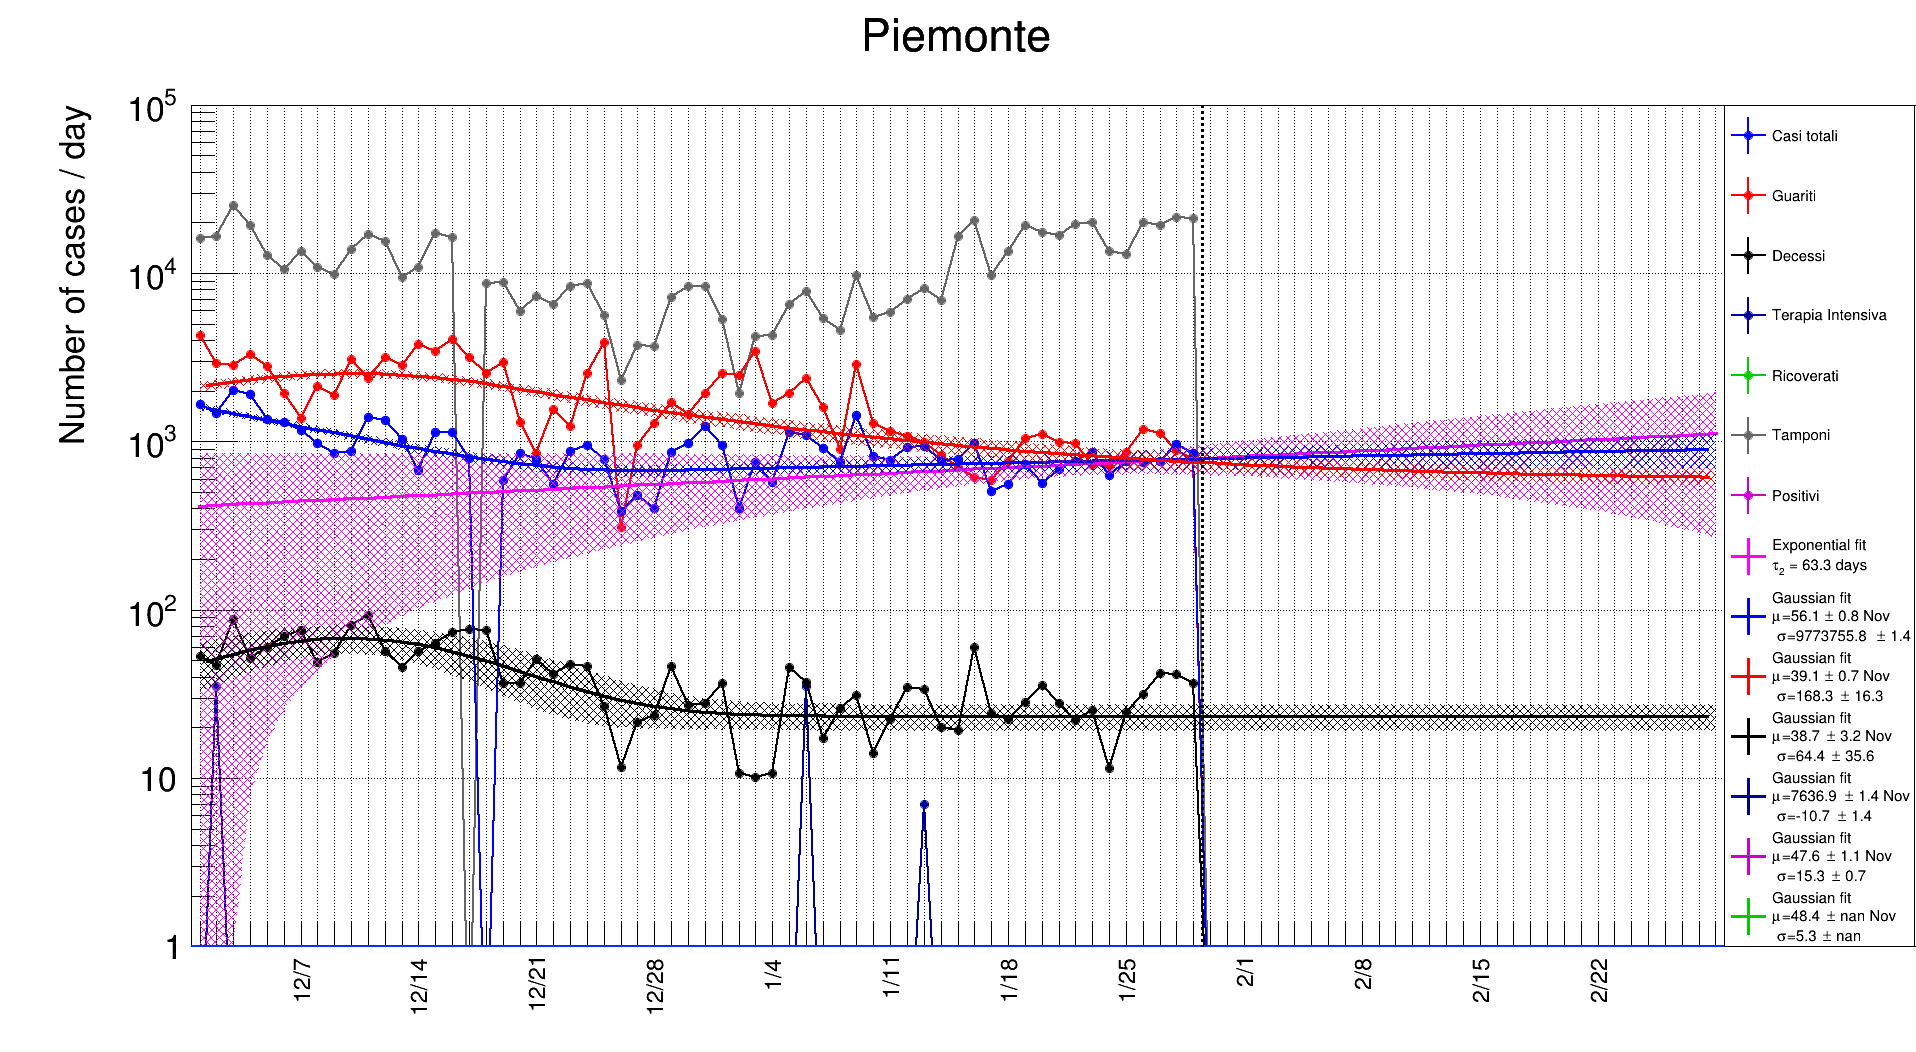 Piemonte
Number of cases / day
10^5
10^4
10^3
10^2
10
1
12/7
12/14
12/21
12/28
1/4
1/11
1/18
1/25
2/1
2/8
2/15
2/22
Casi totali
Guariti
Decessi
Terapia Intensiva
Ricoverati
Tamponi
Positivi
Exponential fit
τ₂ = 63.3 days
Gaussian fit
μ=56.1 ± 0.8 Nov
σ=9773755.8 ± 1.4
Gaussian fit
μ=39.1 ± 0.7 Nov
σ=168.3 ± 16.3
Gaussian fit
μ=38.7 ± 3.2 Nov
σ=64.4 ± 35.6
Gaussian fit
μ=7636.9 ± 1.4 Nov
σ=-10.7 ± 1.4
Gaussian fit
μ=47.6 ± 1.1 Nov
σ=15.3 ± 0.7
Gaussian fit
μ=48.4 ± nan Nov
σ=5.3 ± nan